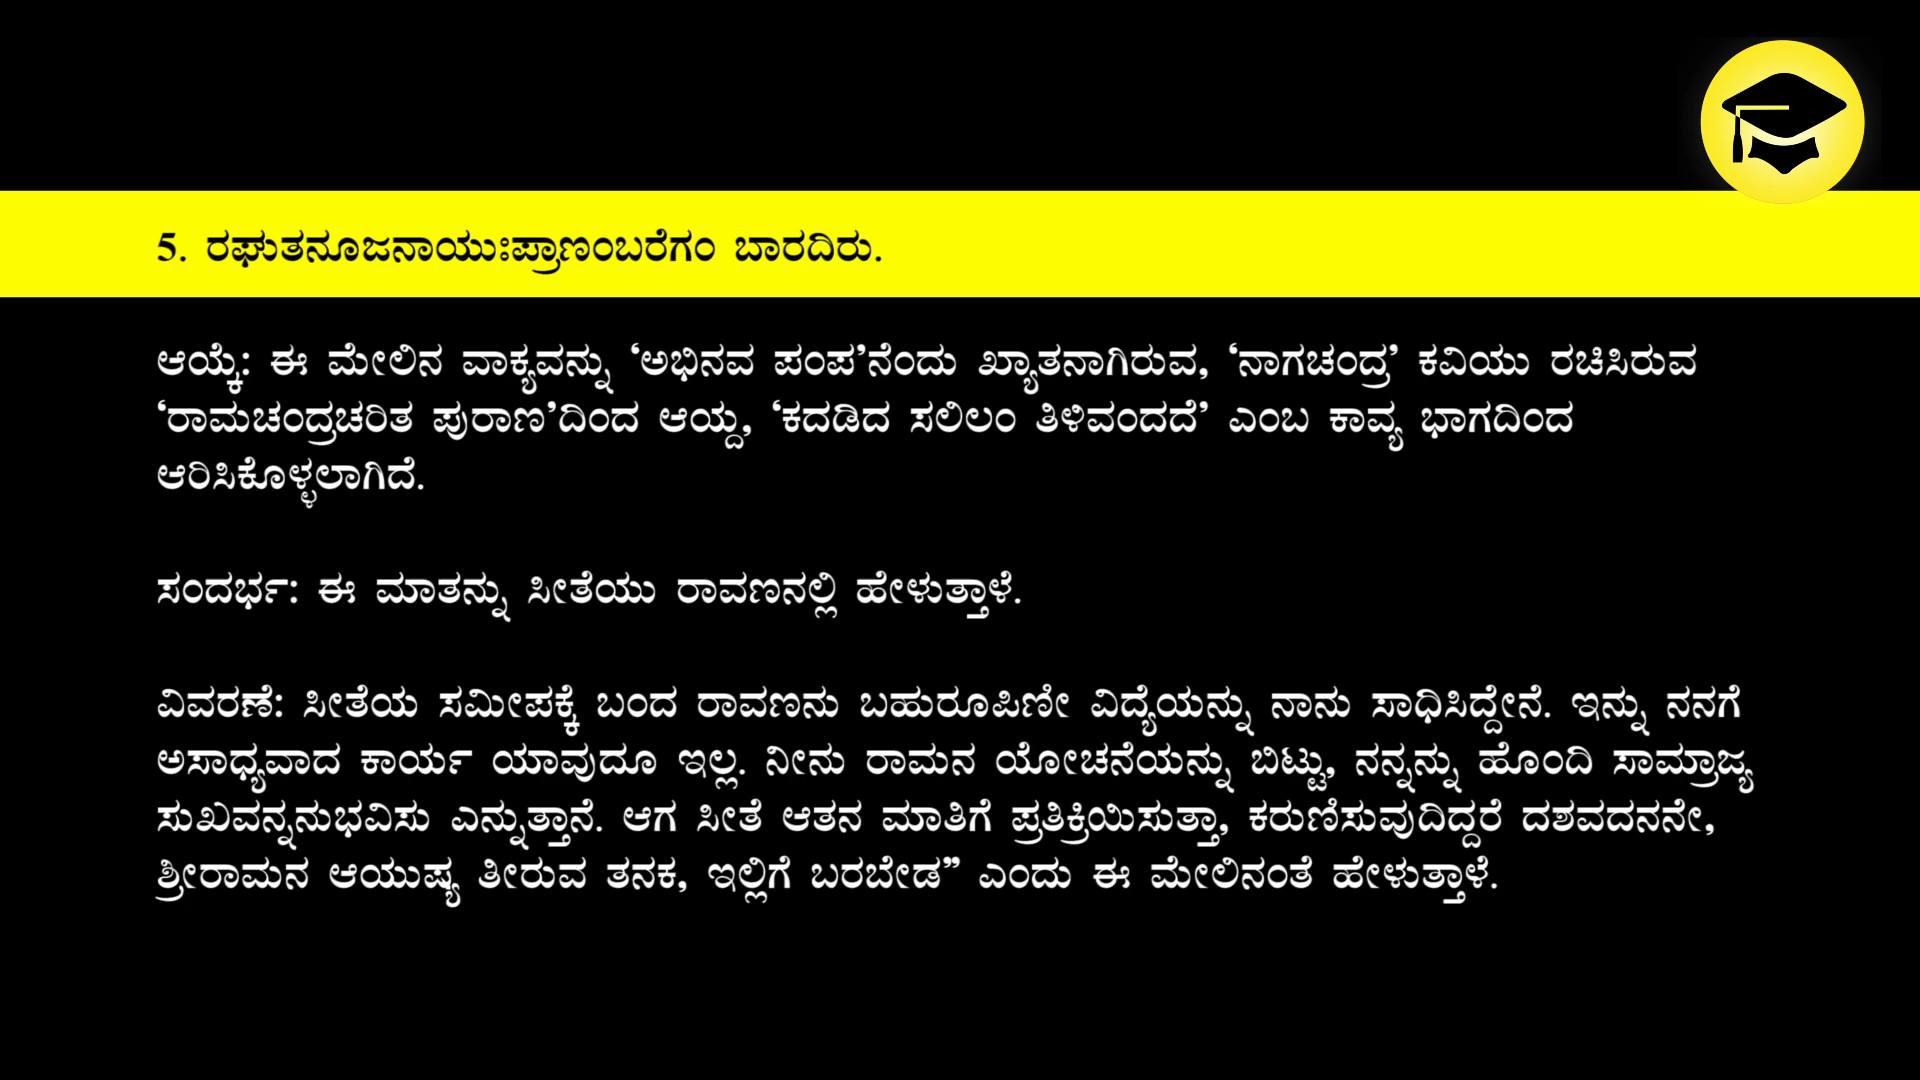 5. ರಘುತನೂಜನಾಯುಃಪ್ರಾಣಂಬರೆಗಂ ಬಾರದಿರು.
ಆಯ್ಕೆ: ಈ ಮೇಲಿನ ವಾಕ್ಯವನ್ನು ‘ಅಭಿನವ ಪಂಪ’ನೆಂದು ಖ್ಯಾತನಾಗಿರುವ, ‘ನಾಗಚಂದ್ರ’ ಕವಿಯು ರಚಿಸಿರುವ
‘ರಾಮಚಂದ್ರಚರಿತ ಪುರಾಣ’ದಿಂದ ಆಯ್ದ, ‘ಕದಡಿದ ಸಲಿಲಂ ತಿಳಿವಂದದೆ’ ಎಂಬ ಕಾವ್ಯ ಭಾಗದಿಂದ
ಆರಿಸಿಕೊಳ್ಳಲಾಗಿದೆ.
ಸಂದರ್ಭ: ಈ ಮಾತನ್ನು ಸೀತೆಯು ರಾವಣನಲ್ಲಿ ಹೇಳುತ್ತಾಳೆ.
ವಿವರಣೆ: ಸೀತೆಯ ಸಮೀಪಕ್ಕೆ ಬಂದ ರಾವಣನು ಬಹುರೂಪಿಣೀ ವಿದ್ಯೆಯನ್ನು ನಾನು ಸಾಧಿಸಿದ್ದೇನೆ. ಇನ್ನು ನನಗೆ
ಅಸಾಧ್ಯವಾದ ಕಾರ್ಯ ಯಾವುದೂ ಇಲ್ಲ. ನೀನು ರಾಮನ ಯೋಚನೆಯನ್ನು ಬಿಟ್ಟು, ನನ್ನನ್ನು ಹೊಂದಿ ಸಾಮ್ರಾಜ್ಯ
ಸುಖವನ್ನನುಭವಿಸು ಎನ್ನುತ್ತಾನೆ. ಆಗ ಸೀತೆ ಆತನ ಮಾತಿಗೆ ಪ್ರತಿಕ್ರಿಯಿಸುತ್ತಾ, ಕರುಣಿಸುವುದಿದ್ದರೆ ದಶವದನನೇ,
ಶ್ರೀರಾಮನ ಆಯುಷ್ಯ ತೀರುವ ತನಕ, ಇಲ್ಲಿಗೆ ಬರಬೇಡ” ಎಂದು ಈ ಮೇಲಿನಂತೆ ಹೇಳುತ್ತಾಳೆ.